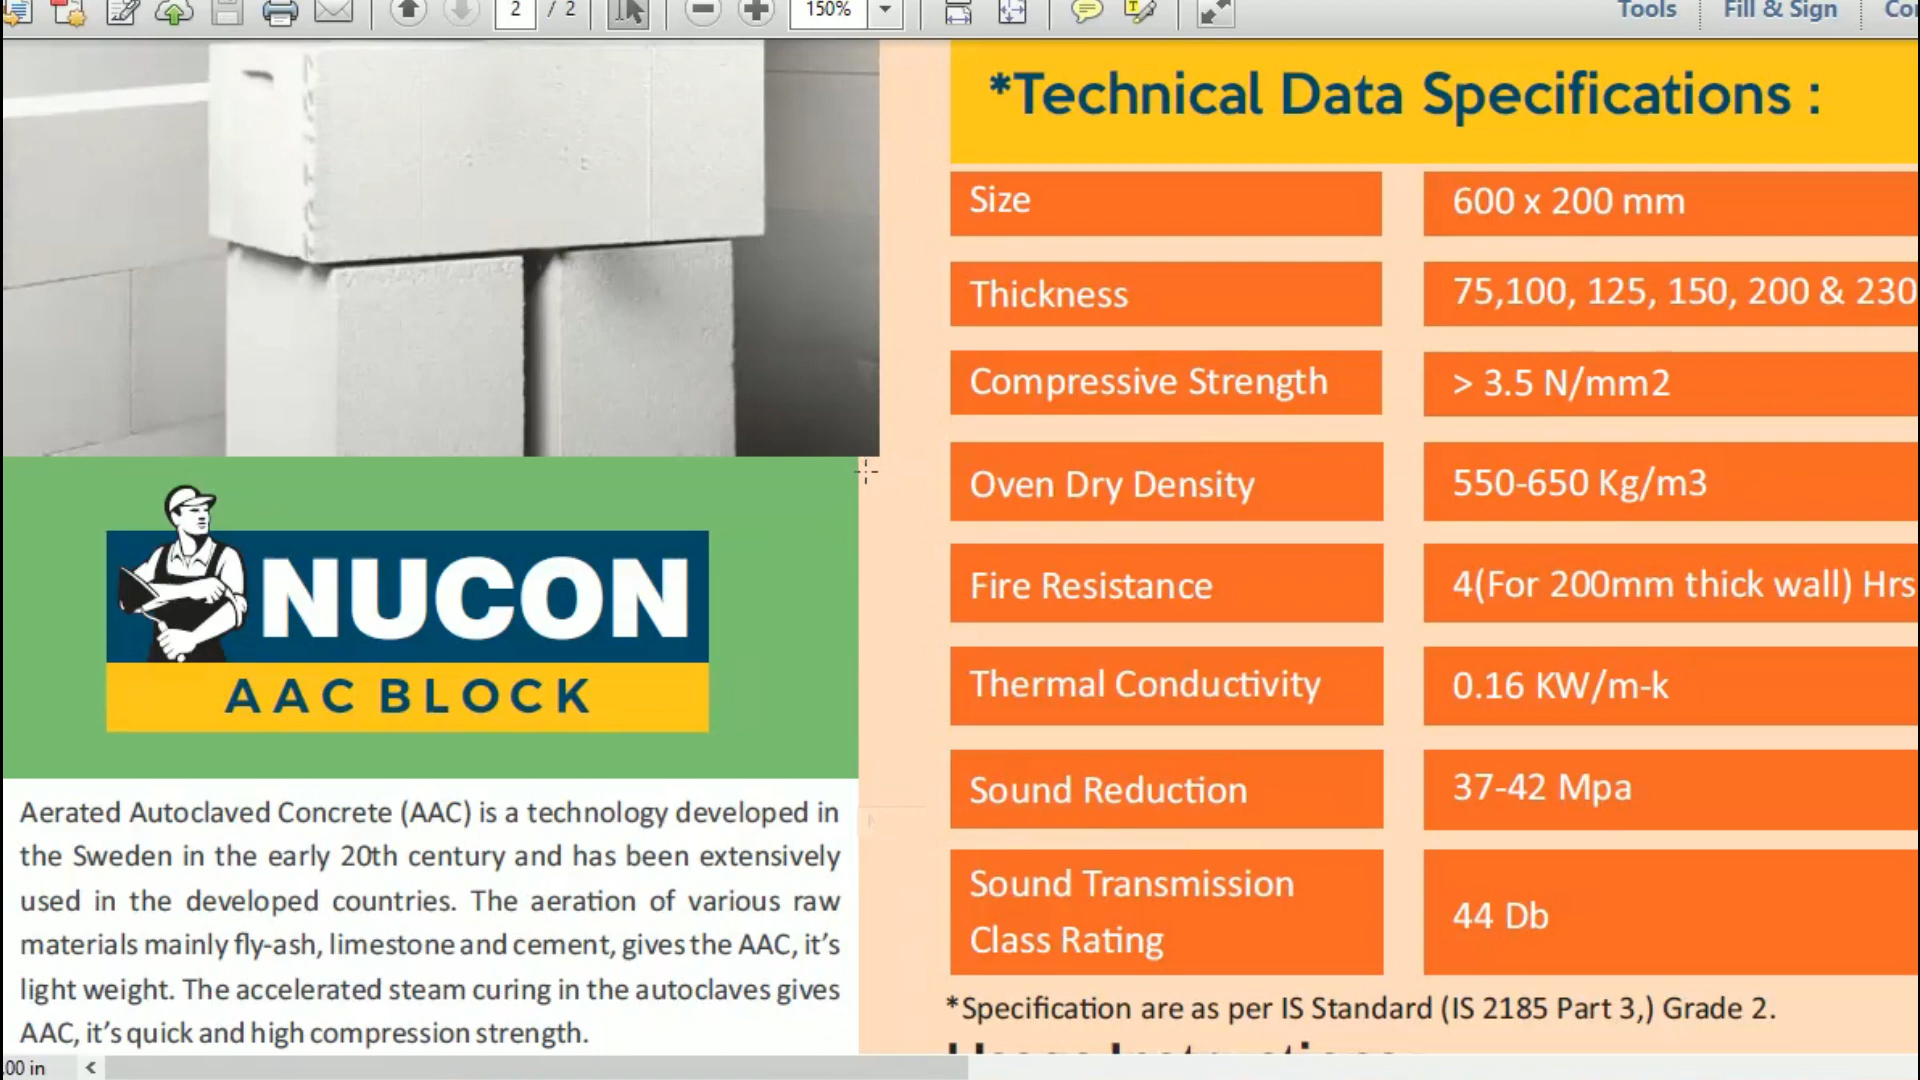 2 / 2
150%
Tools
Fill & Sign
*Technical Data Specifications :
Size
600 x 200 mm
Thickness
75,100, 125, 150, 200 & 230
Compressive Strength
> 3.5 N/mm2
Oven Dry Density
550-650 Kg/m3
Fire Resistance
4(For 200mm thick wall) Hrs
Thermal Conductivity
0.16 KW/m-k
Sound Reduction
37-42 Mpa
Sound Transmission
Class Rating
44 Db
*Specification are as per IS Standard (IS 2185 Part 3,) Grade 2.
NUCON
AAC BLOCK
Aerated Autoclaved Concrete (AAC) is a technology developed in
the Sweden in the early 20th century and has been extensively
used in the developed countries. The aeration of various raw
materials mainly fly-ash, limestone and cement, gives the AAC, it's
light weight. The accelerated steam curing in the autoclaves gives
AAC, it's quick and high compression strength.
.00 in